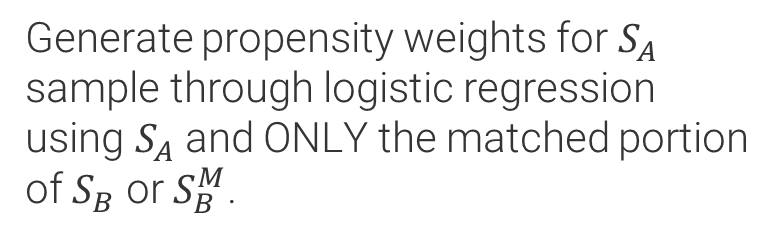 Generate propensity weights for S_A
sample through logistic regression
using S_A and ONLY the matched portion
of S_B or S_B^M.